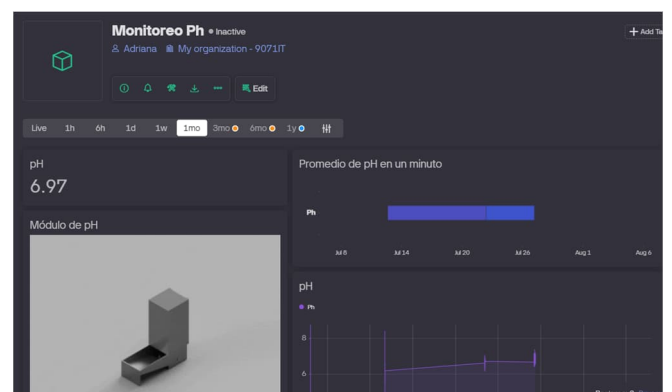 Monitoreo Ph • Inactive
Adriana My organization - 9071IT
+ Add Ta
Edit
Live 1h 6h 1d 1w 1mo 3mo 6mo 1y
pH
6.97
Promedio de pH en un minuto
Ph
Jul 8 Jul 14 Jul 20 Jul 26 Aug 1 Aug 6
Módulo de pH
pH
Ph
8
6